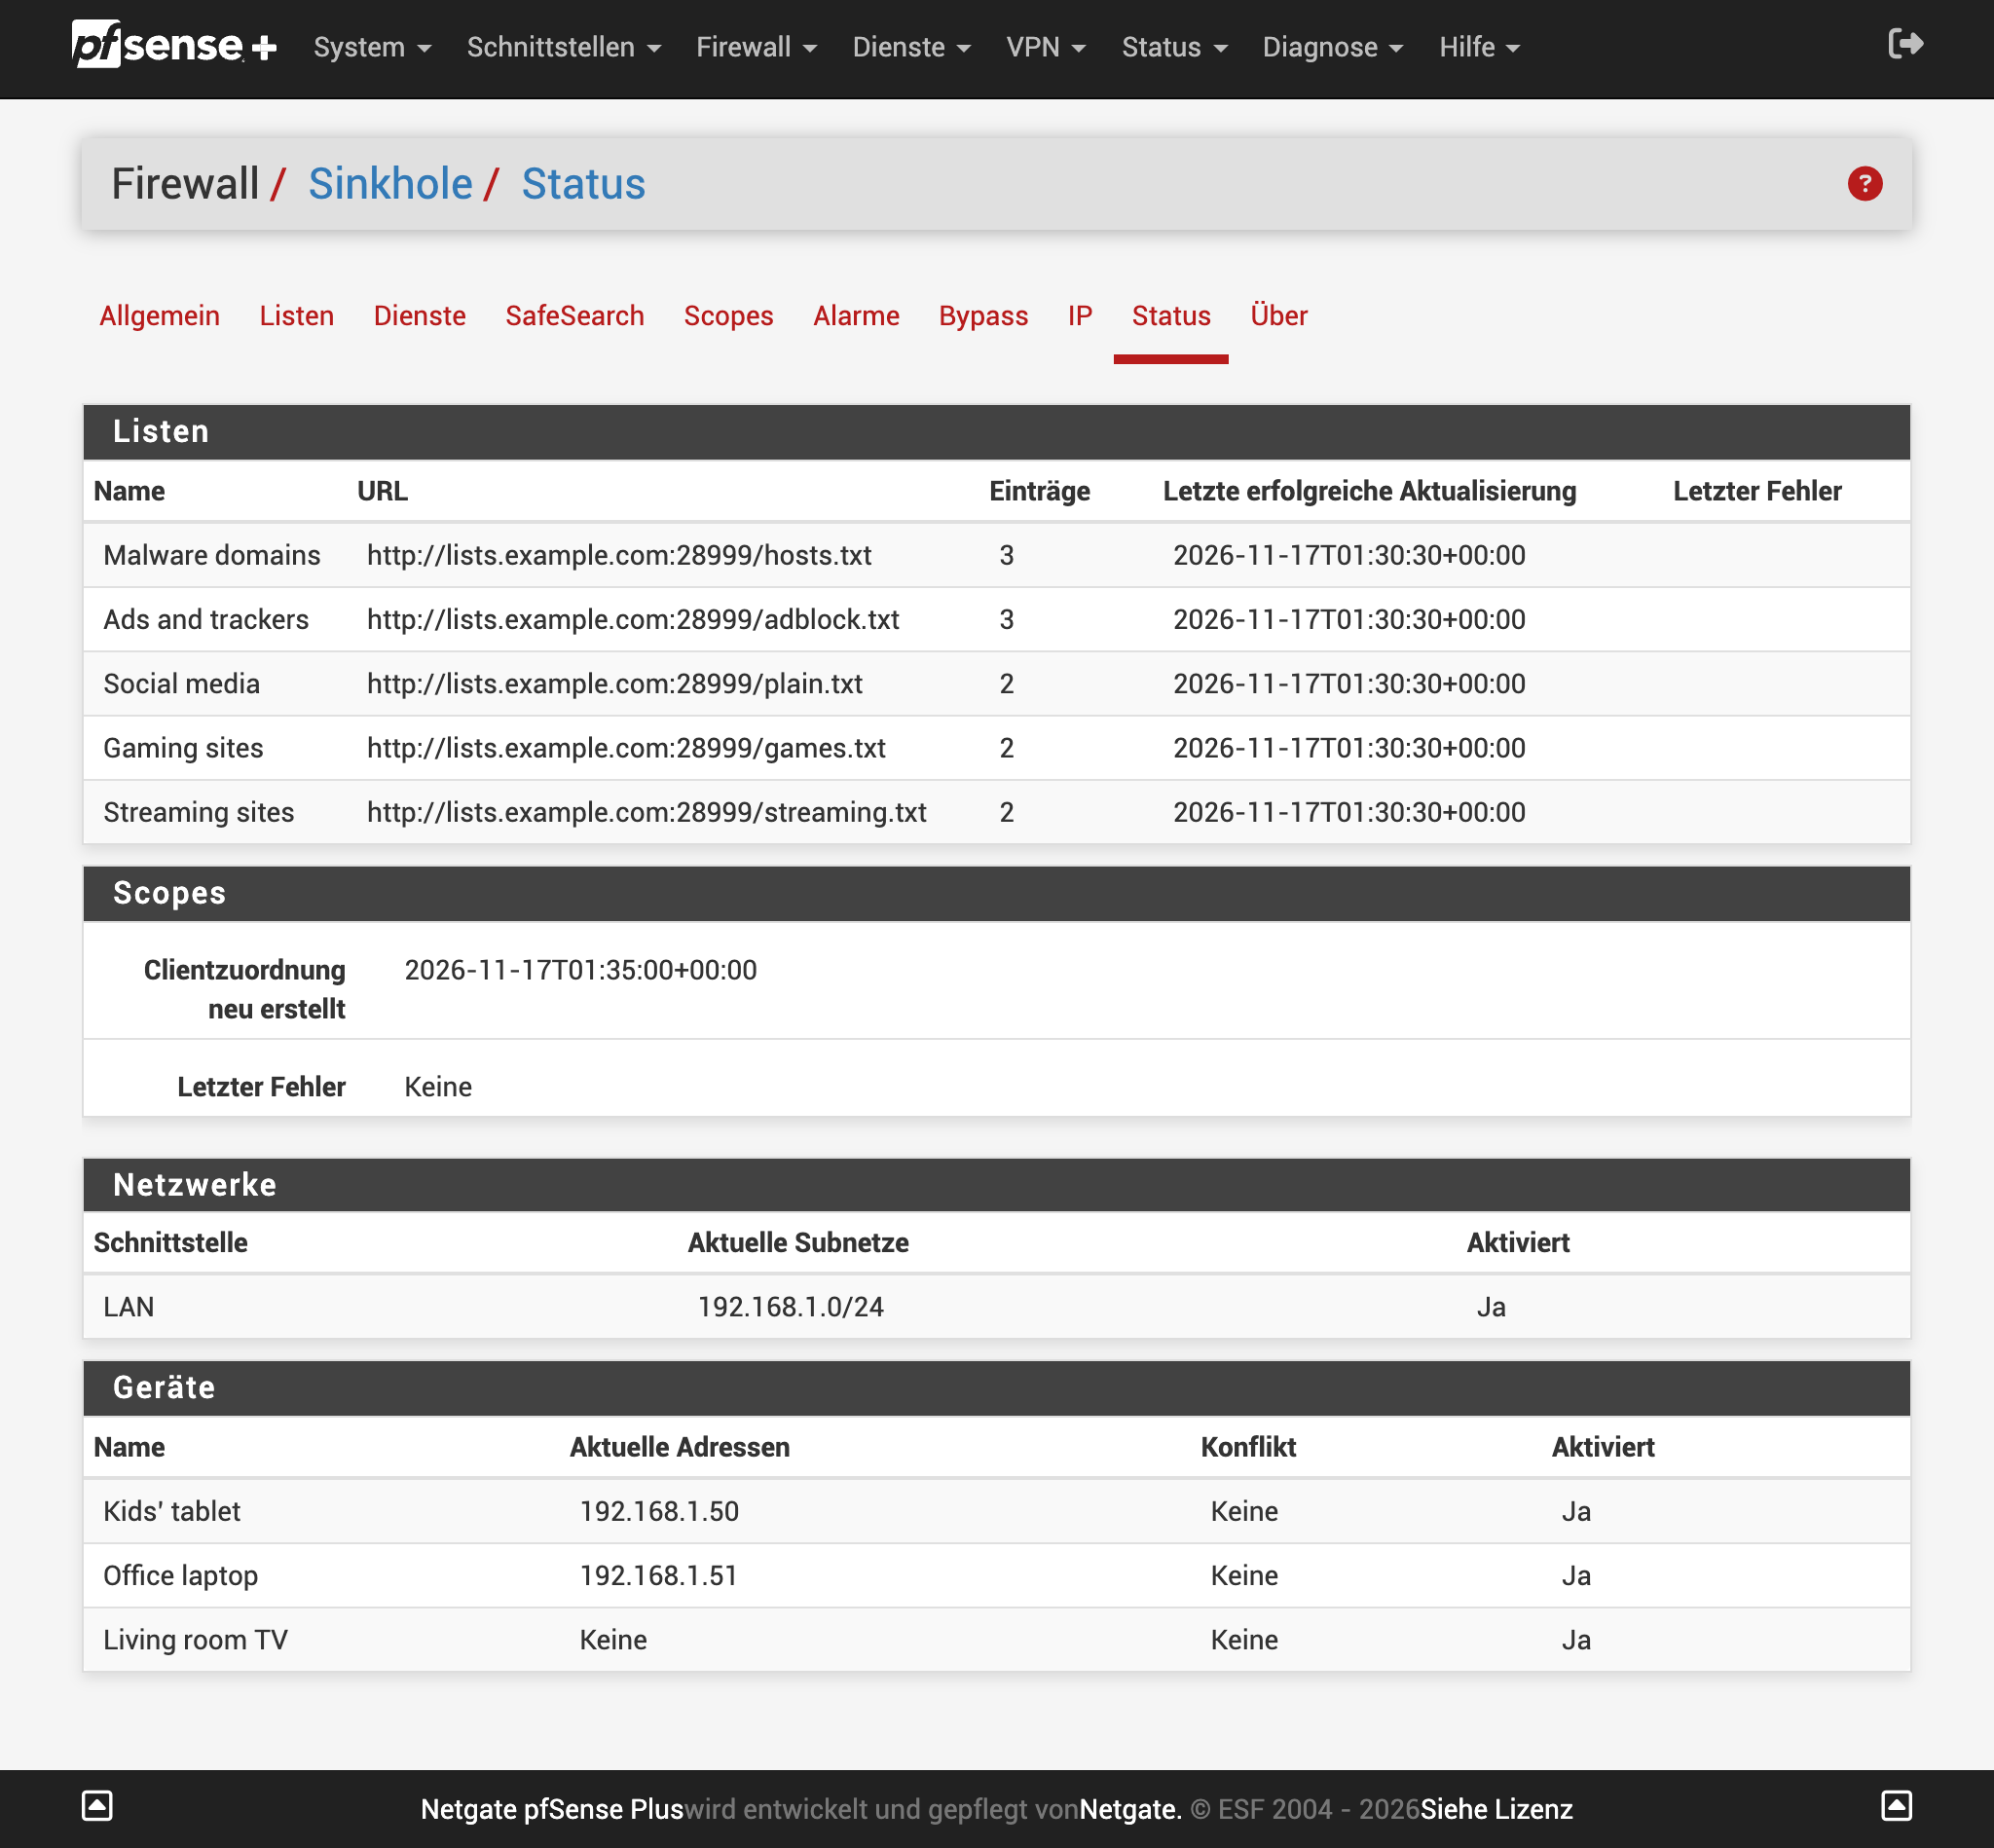 pfsense+ System Schnittstellen Firewall Dienste VPN Status Diagnose Hilfe
Firewall / Sinkhole / Status
Allgemein Listen Dienste SafeSearch Scopes Alarme Bypass IP Status Über
Listen
Name URL Einträge Letzte erfolgreiche Aktualisierung Letzter Fehler
Malware domains http://lists.example.com:28999/hosts.txt 3 2026-11-17T01:30:30+00:00
Ads and trackers http://lists.example.com:28999/adblock.txt 3 2026-11-17T01:30:30+00:00
Social media http://lists.example.com:28999/plain.txt 2 2026-11-17T01:30:30+00:00
Gaming sites http://lists.example.com:28999/games.txt 2 2026-11-17T01:30:30+00:00
Streaming sites http://lists.example.com:28999/streaming.txt 2 2026-11-17T01:30:30+00:00
Scopes
Clientzuordnung 2026-11-17T01:35:00+00:00
neu erstellt
Letzter Fehler Keine
Netzwerke
Schnittstelle Aktuelle Subnetze Aktiviert
LAN 192.168.1.0/24 Ja
Geräte
Name Aktuelle Adressen Konflikt Aktiviert
Kids' tablet 192.168.1.50 Keine Ja
Office laptop 192.168.1.51 Keine Ja
Living room TV Keine Keine Ja
Netgate pfSense Pluswird entwickelt und gepflegt vonNetgate. © ESF 2004 - 2026Siehe Lizenz